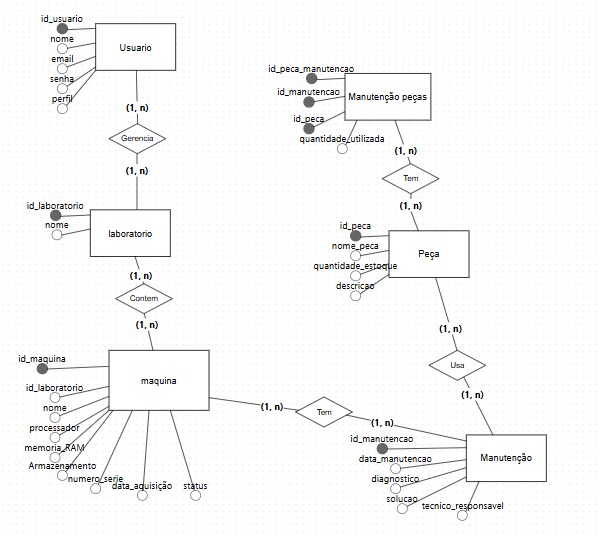 id_usuario
nome
email
senha
perfil
Usuario
(1, n)
Gerencia
(1, n)
id_laboratorio
nome
laboratorio
(1, n)
Contem
(1, n)
id_maquina
id_laboratorio
nome
processador
memoria_RAM
Armazenamento
numero_serie
data_aquisição
status
maquina
(1, n)
Tem
(1, n)
id_peca_manutencao
id_manutencao
id_peca
quantidade_utilizada
Manutenção peças
(1, n)
Tem
(1, n)
id_peca
nome_peca
quantidade_estoque
descricao
Peça
(1, n)
Usa
(1, n)
id_manutencao
data_manutencao
diagnostico
solucao
tecnico_responsavel
Manutenção